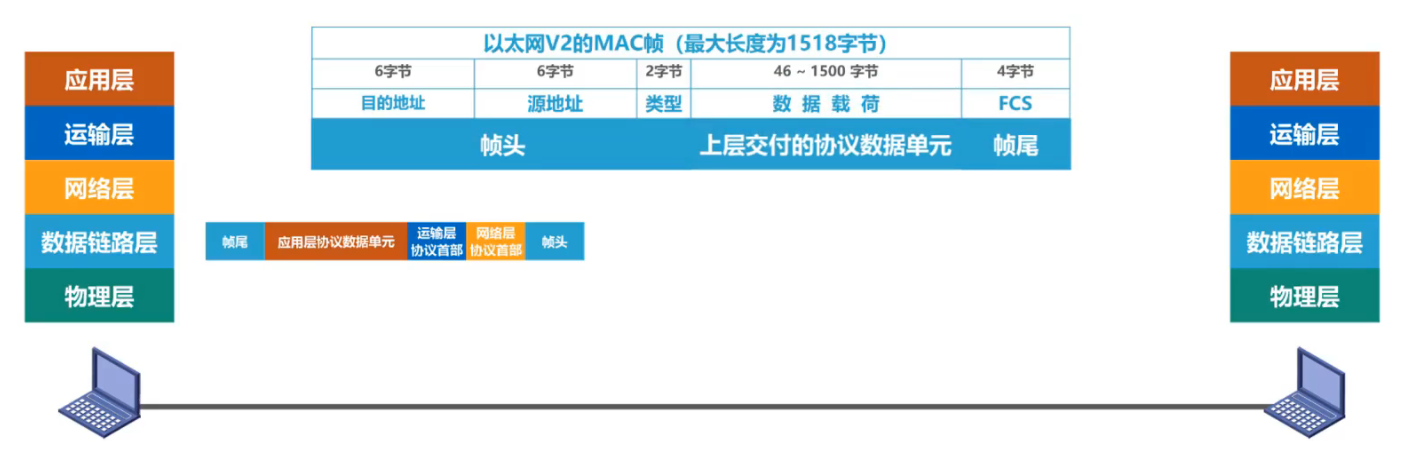 应用层
运输层
网络层
数据链路层
物理层
以太网V2的MAC帧（最大长度为1518字节）
6字节 6字节 2字节 46 ~ 1500 字节 4字节
目的地址 源地址 类型 数 据 载 荷 FCS
帧头 上层交付的协议数据单元 帧尾
帧尾 应用层协议数据单元 运输层 网络层 帧头
协议首部 协议首部
应用层
运输层
网络层
数据链路层
物理层